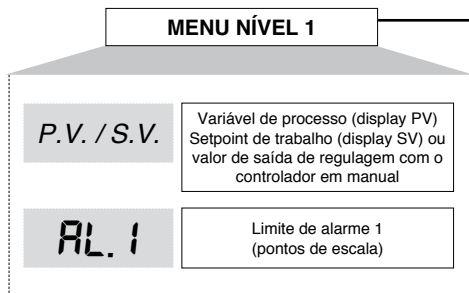 MENU NÍVEL 1
P.V. / S.V.
Variável de processo (display PV)
Setpoint de trabalho (display SV) ou
valor de saída de regulagem com o
controlador em manual
AL. 1
Limite de alarme 1
(pontos de escala)